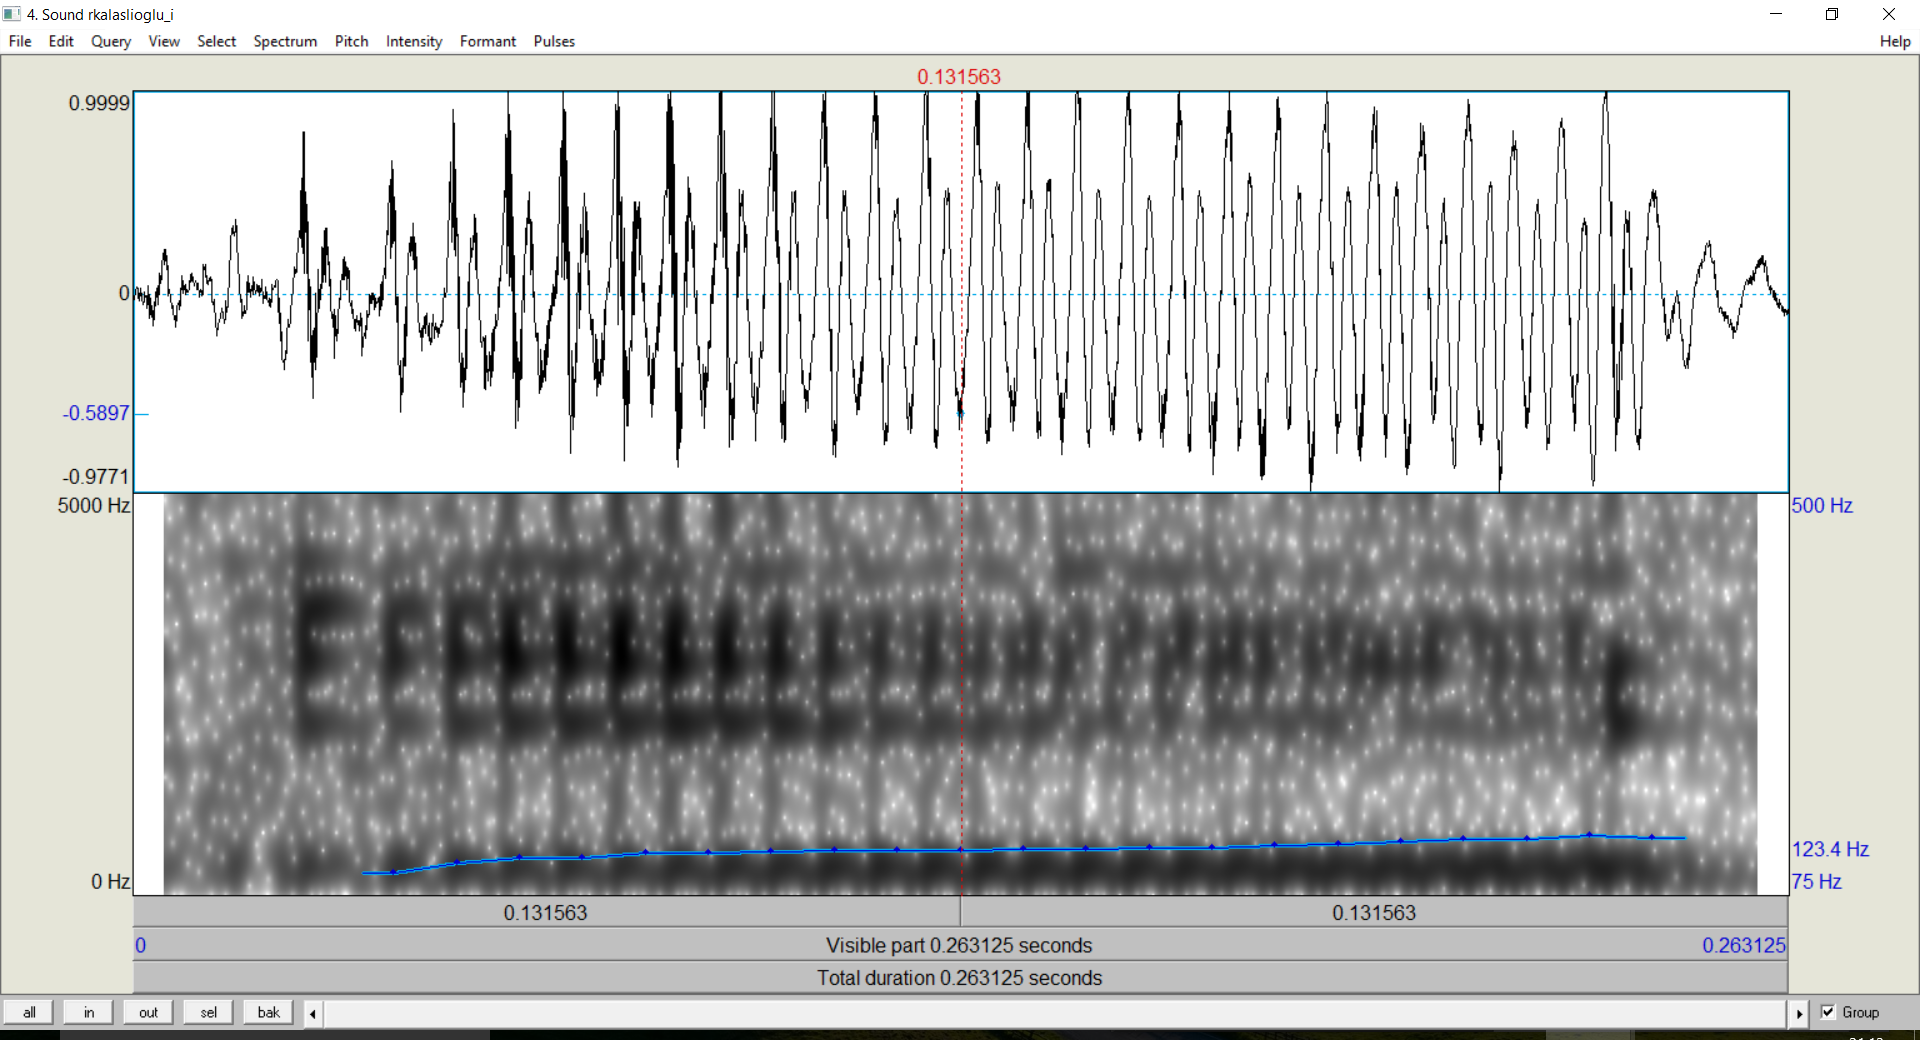 4. Sound rkalaslioglu_i
File Edit Query View Select Spectrum Pitch Intensity Formant Pulses Help
0.131563
0.9999
0
-0.5897
-0.9771
5000 Hz 500 Hz
123.4 Hz
0 Hz 75 Hz
0.131563 0.131563
0 Visible part 0.263125 seconds 0.263125
Total duration 0.263125 seconds
all in out sel bak Group